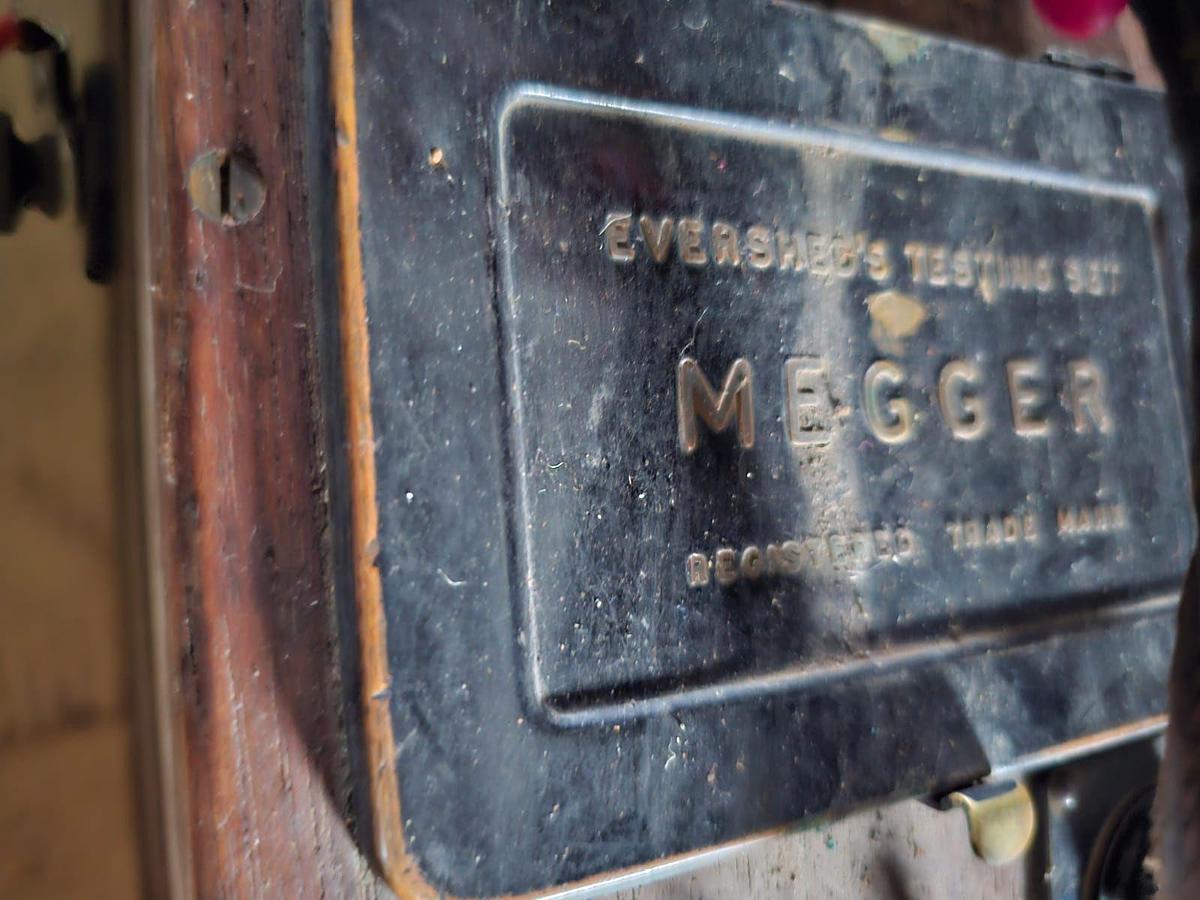 EVERSHED'S TESTING SET
MEGGER
REGISTERED TRADE MARK